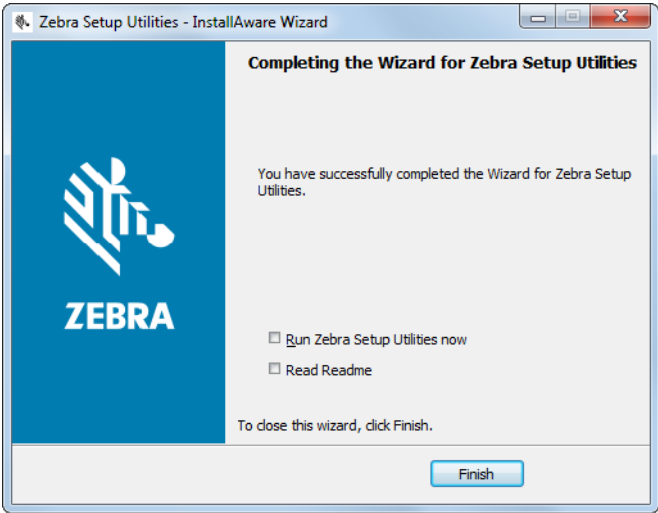 Zebra Setup Utilities - InstallAware Wizard
Completing the Wizard for Zebra Setup Utilities
You have successfully completed the Wizard for Zebra Setup
Utilities.
ZEBRA
Run Zebra Setup Utilities now
Read Readme
To close this wizard, click Finish.
Finish